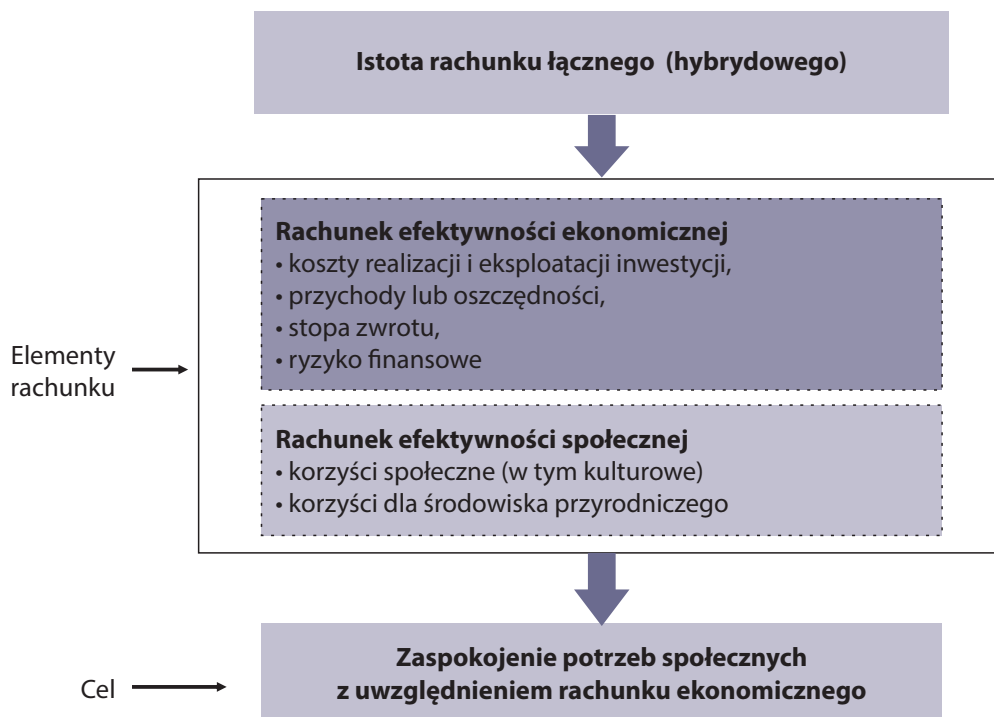 Istota rachunku łącznego (hybrydowego)
Rachunek efektywności ekonomicznej
• koszty realizacji i eksploatacji inwestycji,
• przychody lub oszczędności,
• stopa zwrotu,
• ryzyko finansowe
Elementy
rachunku
Rachunek efektywności społecznej
• korzyści społeczne (w tym kulturowe)
• korzyści dla środowiska przyrodniczego
Cel
Zaspokojenie potrzeb społecznych
z uwzględnieniem rachunku ekonomicznego